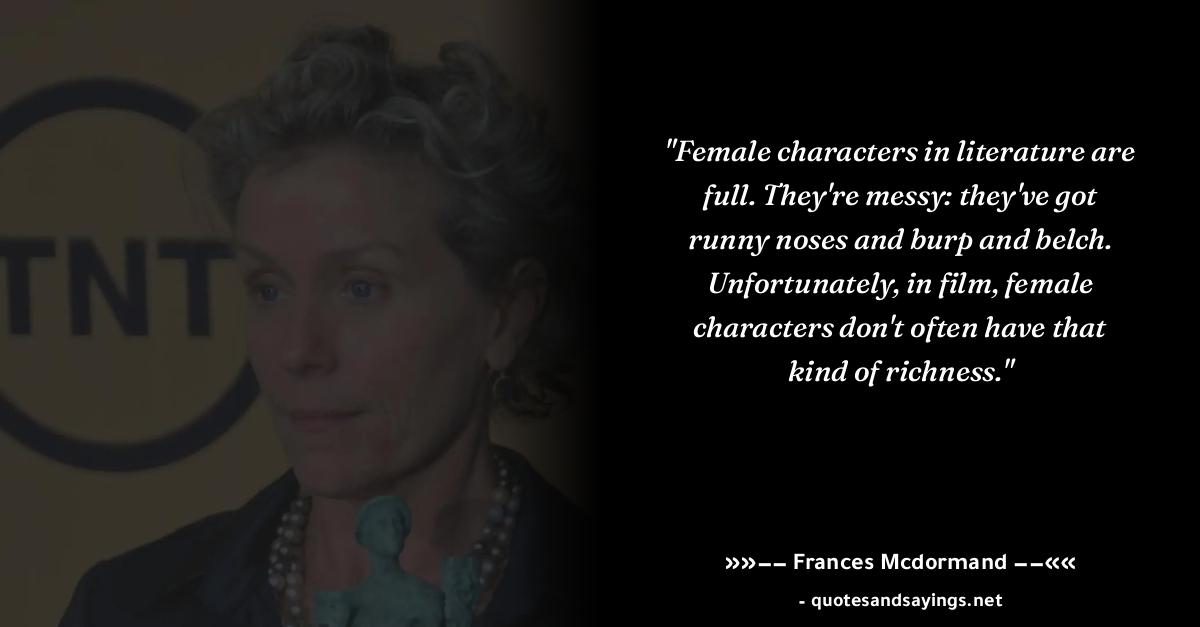 TNT
"Female characters in literature are
full. They're messy: they've got
runny noses and burp and belch.
Unfortunately, in film, female
characters don't often have that
kind of richness."
»»–– Frances Mcdormand ––««
- quotesandsayings.net